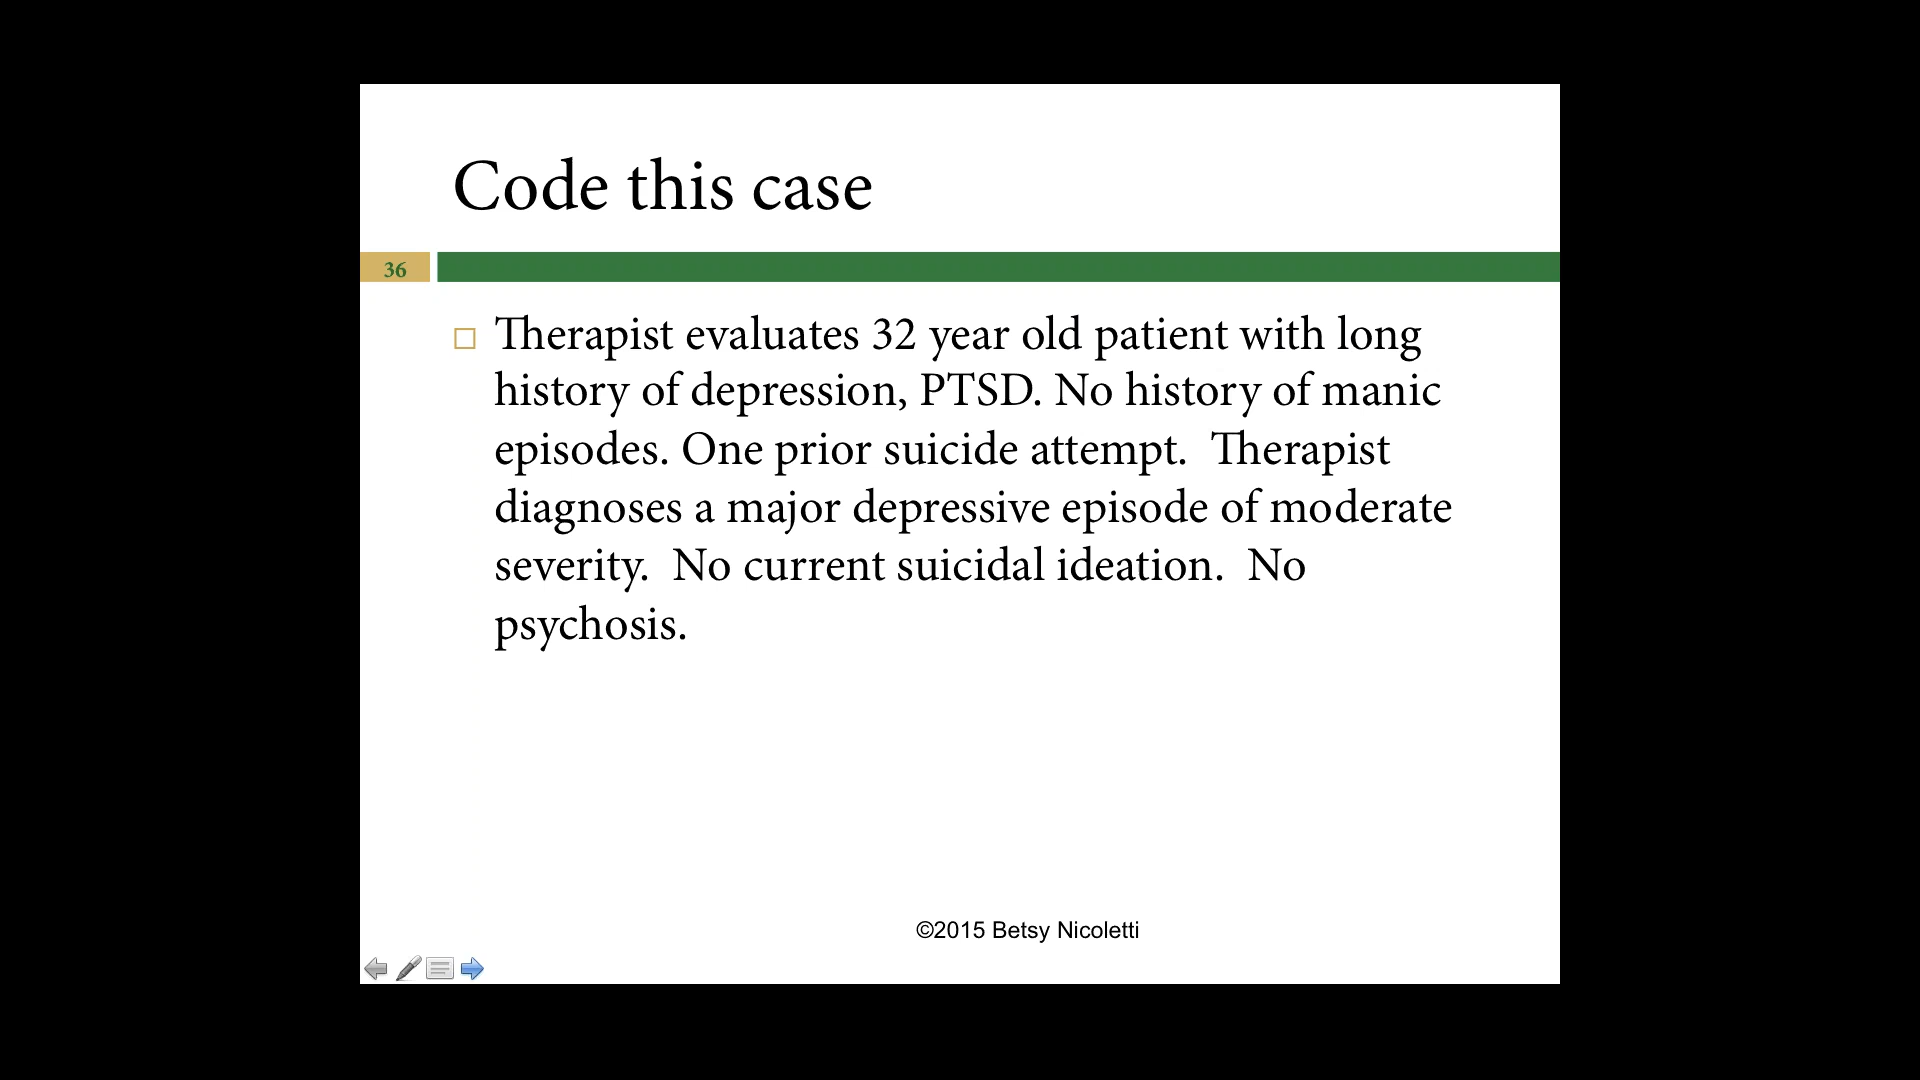 Code this case
36
Therapist evaluates 32 year old patient with long
history of depression, PTSD. No history of manic
episodes. One prior suicide attempt.  Therapist
diagnoses a major depressive episode of moderate
severity.  No current suicidal ideation.  No
psychosis.
©2015 Betsy Nicoletti